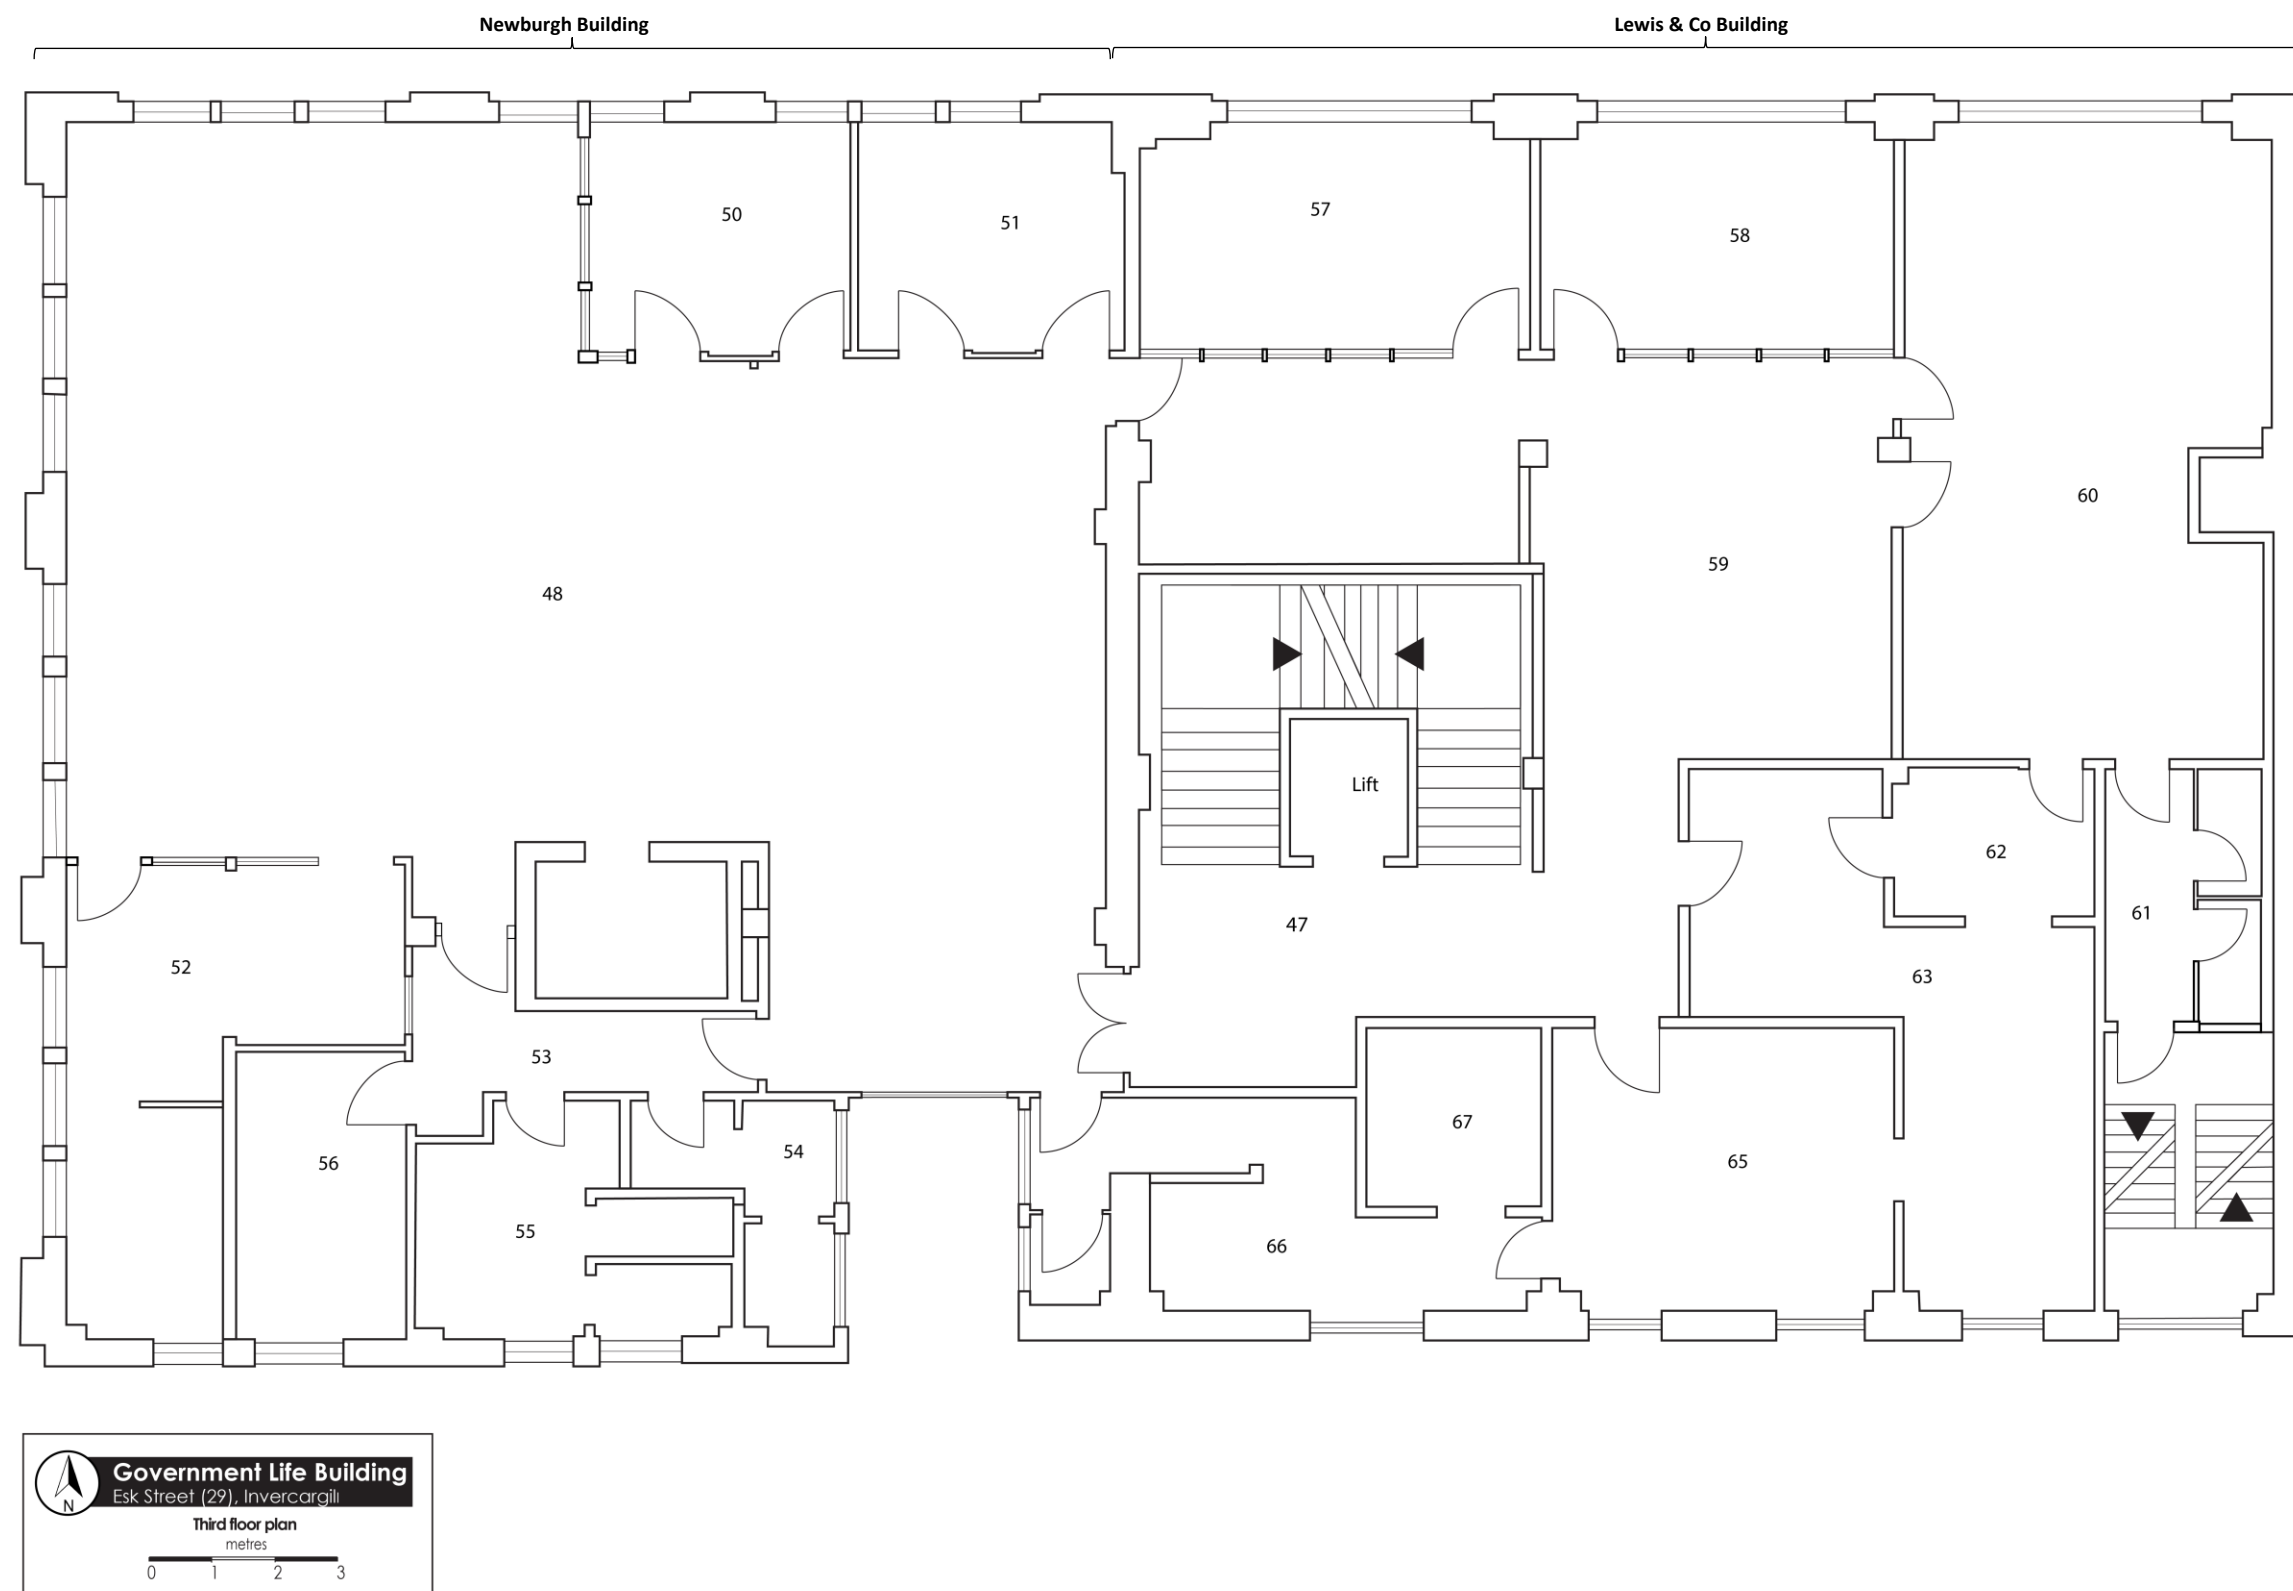 Newburgh Building
Lewis & Co Building
50
51
57
58
60
59
48
Lift
62
61
47
52
63
53
67
54
56
65
55
66
N
Government Life Building
Esk Street (29), Invercargill
Third floor plan
metres
0 1 2 3